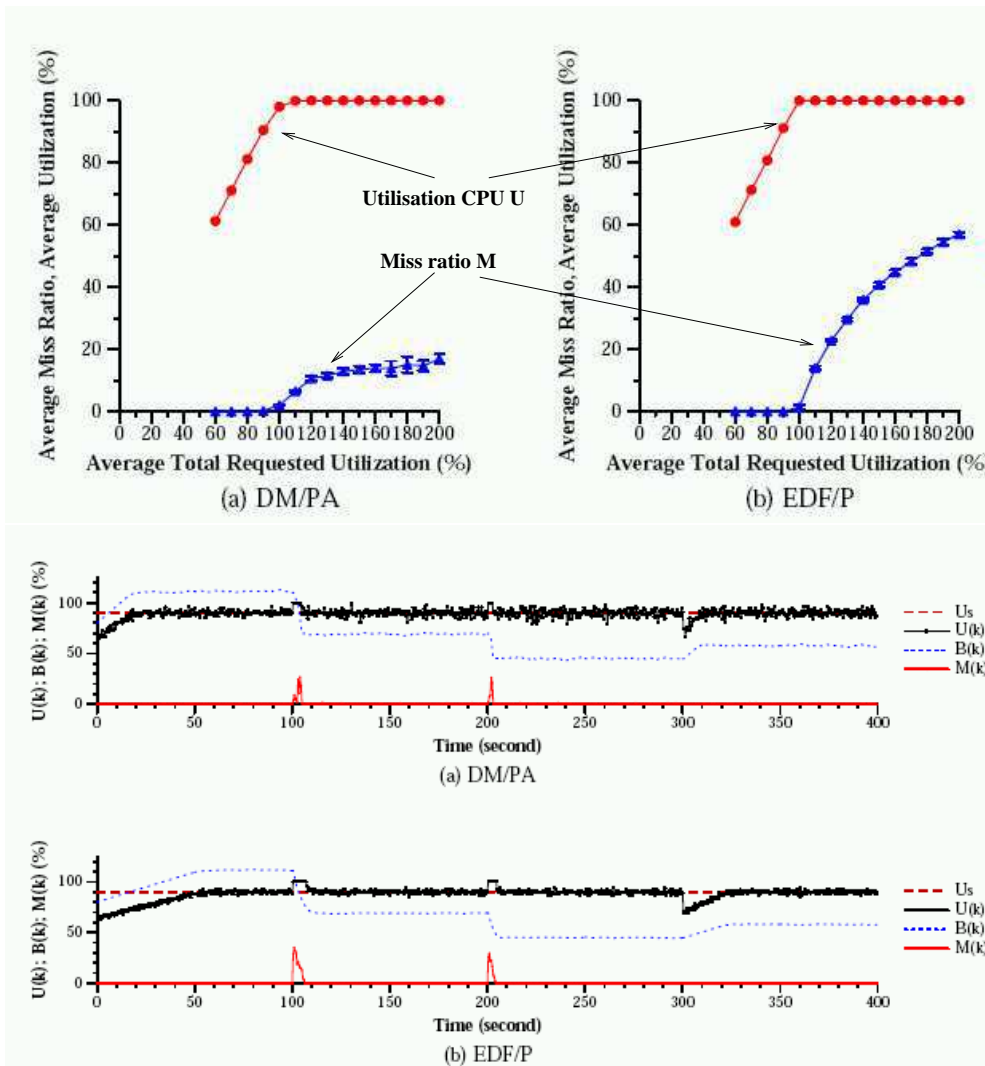 Average Miss Ratio, Average Utilization (%)
100
80
60
40
20
0
0 20 40 60 80 100 120 140 160 180 200
Average Total Requested Utilization (%)
(a) DM/PA
Utilisation CPU U
Miss ratio M
Average Miss Ratio, Average Utilization (%)
100
80
60
40
20
0
0 20 40 60 80 100 120 140 160 180 200
Average Total Requested Utilization (%)
(b) EDF/P
U(k); B(k); M(k) (%)
100
50
0
0 50 100 150 200 250 300 350 400
Time (second)
(a) DM/PA
Us
U(k)
B(k)
M(k)
U(k); B(k); M(k) (%)
100
50
0
0 50 100 150 200 250 300 350 400
Time (second)
(b) EDF/P
Us
U(k)
B(k)
M(k)